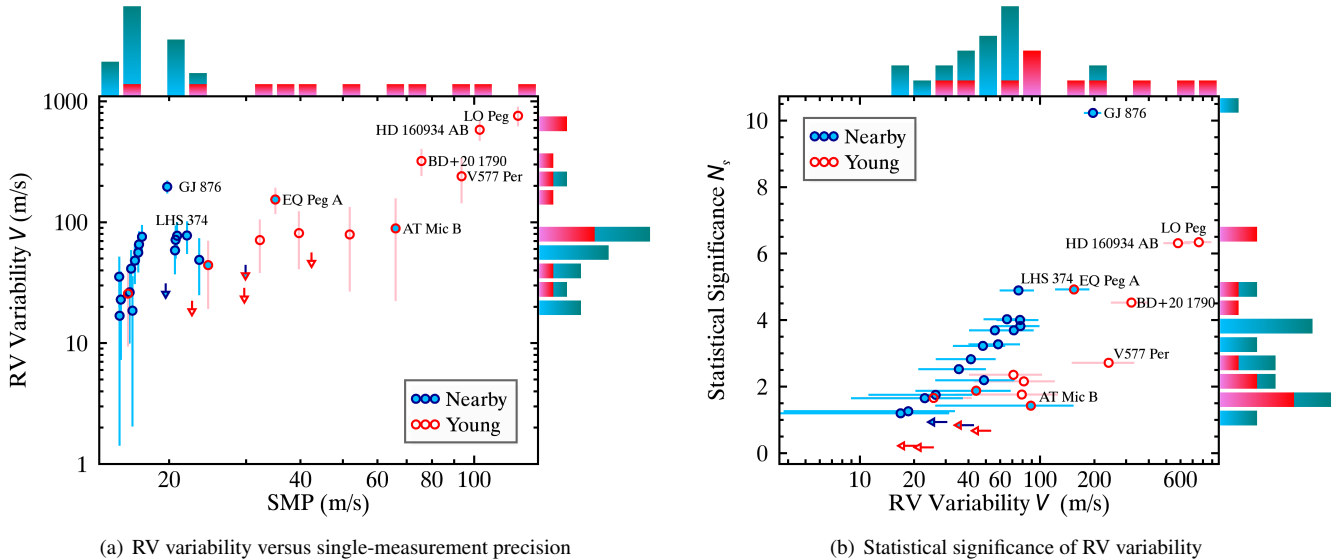 1000
100
10
1
RV Variability V (m/s)
LO Peg
HD 160934 AB
BD+20 1790
V577 Per
GJ 876
EQ Peg A
LHS 374
AT Mic B
Nearby
Young
20
40
60
80
100
SMP (m/s)
(a) RV variability versus single-measurement precision
10
8
6
4
2
0
Statistical Significance Ns
Nearby
Young
GJ 876
LO Peg
HD 160934 AB
LHS 374
EQ Peg A
BD+20 1790
V577 Per
AT Mic B
10
20
40
60
100
200
600
RV Variability V (m/s)
(b) Statistical significance of RV variability